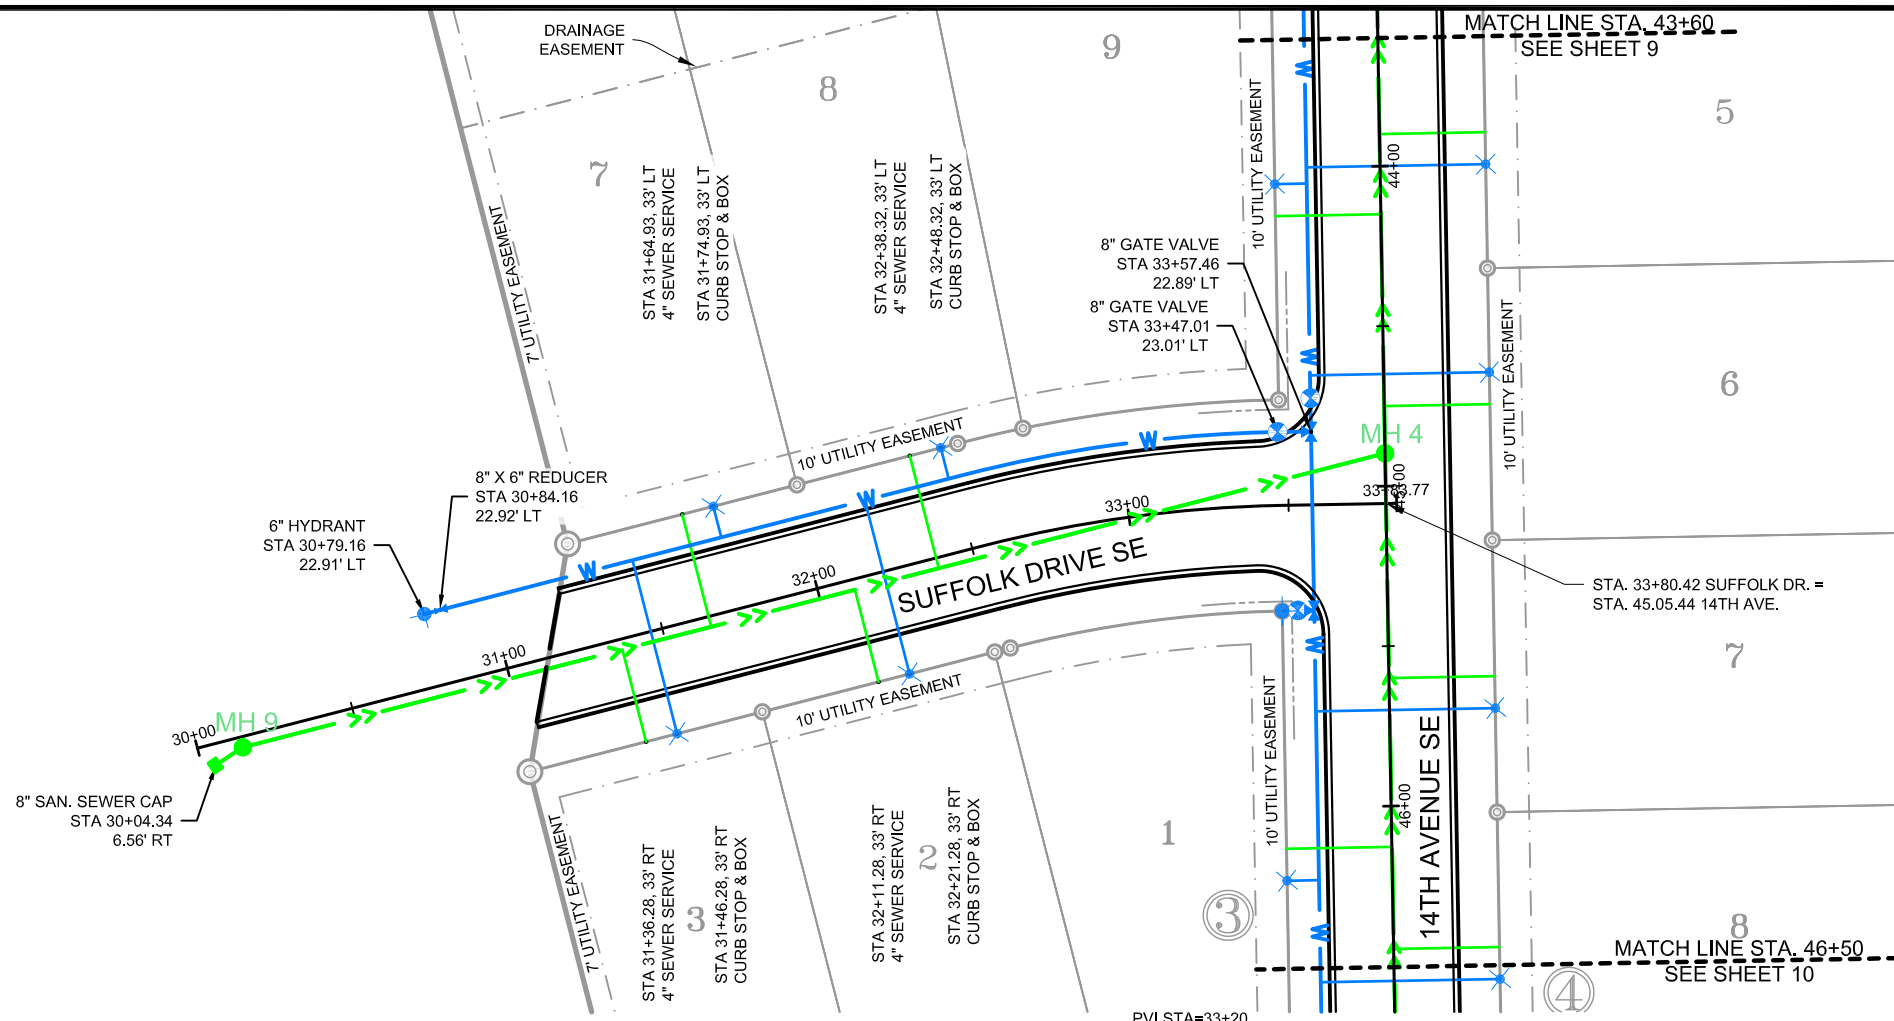 MATCH LINE STA. 43+60
SEE SHEET 9
DRAINAGE
EASEMENT
9
8
7
5
44+00
10' UTILITY EASEMENT
7' UTILITY EASEMENT
STA 31+64.93, 33' LT
4" SEWER SERVICE
STA 31+74.93, 33' LT
CURB STOP & BOX
STA 32+38.32, 33' LT
4" SEWER SERVICE
STA 32+48.32, 33' LT
CURB STOP & BOX
8" GATE VALVE
STA 33+57.46
22.89' LT
8" GATE VALVE
STA 33+47.01
23.01' LT
W
W
10' UTILITY EASEMENT
6
MH 4
10' UTILITY EASEMENT
W
W
W
8" X 6" REDUCER
STA 30+84.16
22.92' LT
6" HYDRANT
STA 30+79.16
22.91' LT
33+00
33+83.77
32+00
31+00
30+00
SUFFOLK DRIVE SE
STA. 33+80.42 SUFFOLK DR. =
STA. 45.05.44 14TH AVE.
W
MH 9
10' UTILITY EASEMENT
10' UTILITY EASEMENT
7
8" SAN. SEWER CAP
STA 30+04.34
6.56' RT
7' UTILITY EASEMENT
STA 31+36.28, 33' RT
4" SEWER SERVICE
3
STA 31+46.28, 33' RT
CURB STOP & BOX
STA 32+11.28, 33' RT
4" SEWER SERVICE
2
STA 32+21.28, 33' RT
CURB STOP & BOX
1
3
46+00
14TH AVENUE SE
W
8
MATCH LINE STA. 46+50
SEE SHEET 10
4
PVI STA=33+20